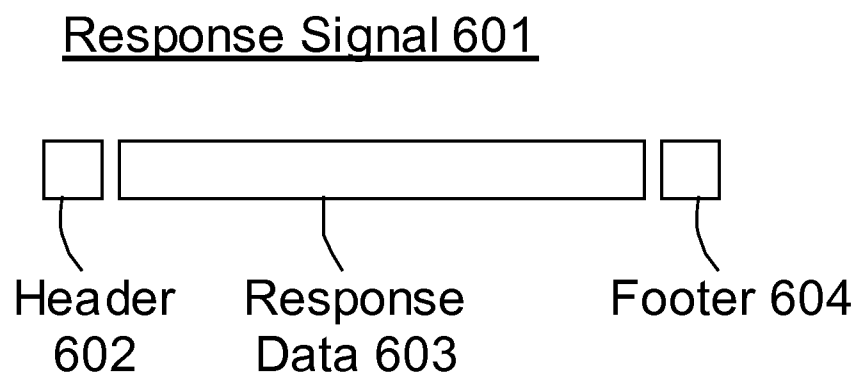 Response Signal 601
Header
602
Response
Data 603
Footer 604